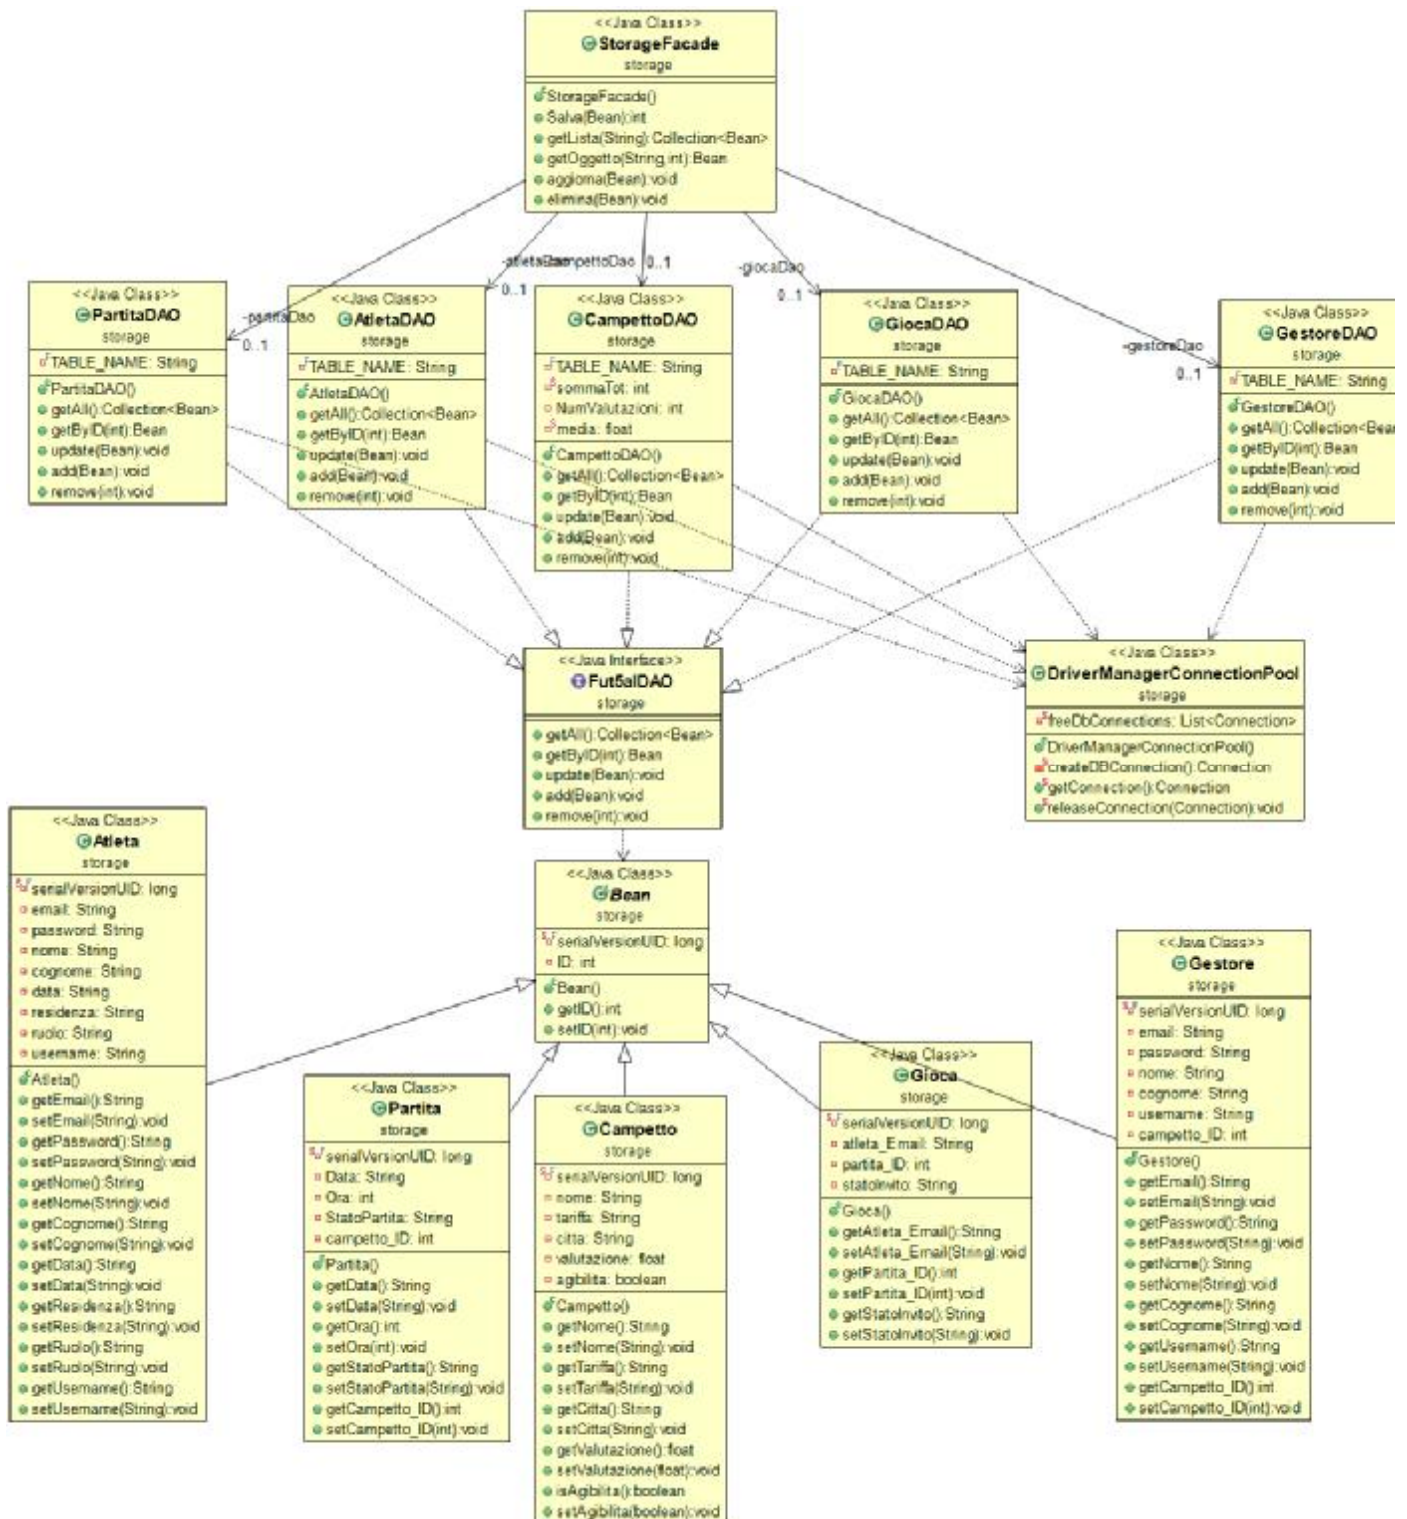 <<Java Class>>
StorageFacade
storage
StorageFacade()
Salva(Bean):int
getLista(String):Collection<Bean>
getOggetto(String,int):Bean
aggiorna(Bean):void
elimina(Bean):void
-partitaDao
0..1
-atletaDao
0..1
-campettoDao
0..1
-giocaDao
0..1
-gestoreDao
0..1
<<Java Class>>
PartitaDAO
storage
TABLE_NAME: String
PartitaDAO()
getAll():Collection<Bean>
getByID(int):Bean
update(Bean):void
add(Bean):void
remove(int):void
<<Java Class>>
AtletaDAO
storage
TABLE_NAME: String
AtletaDAO()
getAll():Collection<Bean>
getByID(int):Bean
update(Bean):void
add(Bean):void
remove(int):void
<<Java Class>>
CampettoDAO
storage
TABLE_NAME: String
sommaTot: int
NumValutazioni: int
media: float
CampettoDAO()
getAll():Collection<Bean>
getByID(int):Bean
update(Bean):void
add(Bean):void
remove(int):void
<<Java Class>>
GiocaDAO
storage
TABLE_NAME: String
GiocaDAO()
getAll():Collection<Bean>
getByID(int):Bean
update(Bean):void
add(Bean):void
remove(int):void
<<Java Class>>
GestoreDAO
storage
TABLE_NAME: String
GestoreDAO()
getAll():Collection<Bean
getByID(int):Bean
update(Bean):void
add(Bean):void
remove(int):void
<<Java Interface>>
Fut5alDAO
storage
getAll():Collection<Bean>
getByID(int):Bean
update(Bean):void
add(Bean):void
remove(int):void
<<Java Class>>
DriverManagerConnectionPool
storage
freeDbConnections: List<Connection>
DriverManagerConnectionPool()
createDBConnection():Connection
getConnection():Connection
releaseConnection(Connection):void
<<Java Class>>
Atleta
storage
serialVersionUID: long
email: String
password: String
nome: String
cognome: String
data: String
residenza: String
ruolo: String
username: String
Atleta()
getEmail():String
setEmail(String):void
getPassword():String
setPassword(String):void
getNome():String
setNome(String):void
getCognome():String
setCognome(String):void
getData():String
setData(String):void
getResidenza():String
setResidenza(String):void
getRuolo():String
setRuolo(String):void
getUsername():String
setUsername(String):void
<<Java Class>>
Bean
storage
serialVersionUID: long
ID: int
Bean()
getID():int
setID(int):void
<<Java Class>>
Partita
storage
serialVersionUID: long
Data: String
Ora: int
StatoPartita: String
campetto_ID: int
Partita()
getData():String
setData(String):void
getOra():int
setOra(int):void
getStatoPartita():String
setStatoPartita(String):void
getCampetto_ID():int
setCampetto_ID(int):void
<<Java Class>>
Campetto
storage
serialVersionUID: long
nome: String
tariffa: String
citta: String
valutazione: float
agibilita: boolean
Campetto()
getNome():String
setNome(String):void
getTariffa():String
setTariffa(String):void
getCitta():String
setCitta(String):void
getValutazione():float
setValutazione(float):void
isAgibilita():boolean
setAgibilita(boolean):void
<<Java Class>>
Gioca
storage
serialVersionUID: long
atleta_Email: String
partita_ID: int
statoInvito: String
Gioca()
getAtleta_Email():String
setAtleta_Email(String):void
getPartita_ID():int
setPartita_ID(int):void
getStatoInvito():String
setStatoInvito(String):void
<<Java Class>>
Gestore
storage
serialVersionUID: long
email: String
password: String
nome: String
cognome: String
username: String
campetto_ID: int
Gestore()
getEmail():String
setEmail(String):void
getPassword():String
setPassword(String):void
getNome():String
setNome(String):void
getCognome():String
setCognome(String):void
getUsername():String
setUsername(String):void
getCampetto_ID():int
setCampetto_ID(int):void